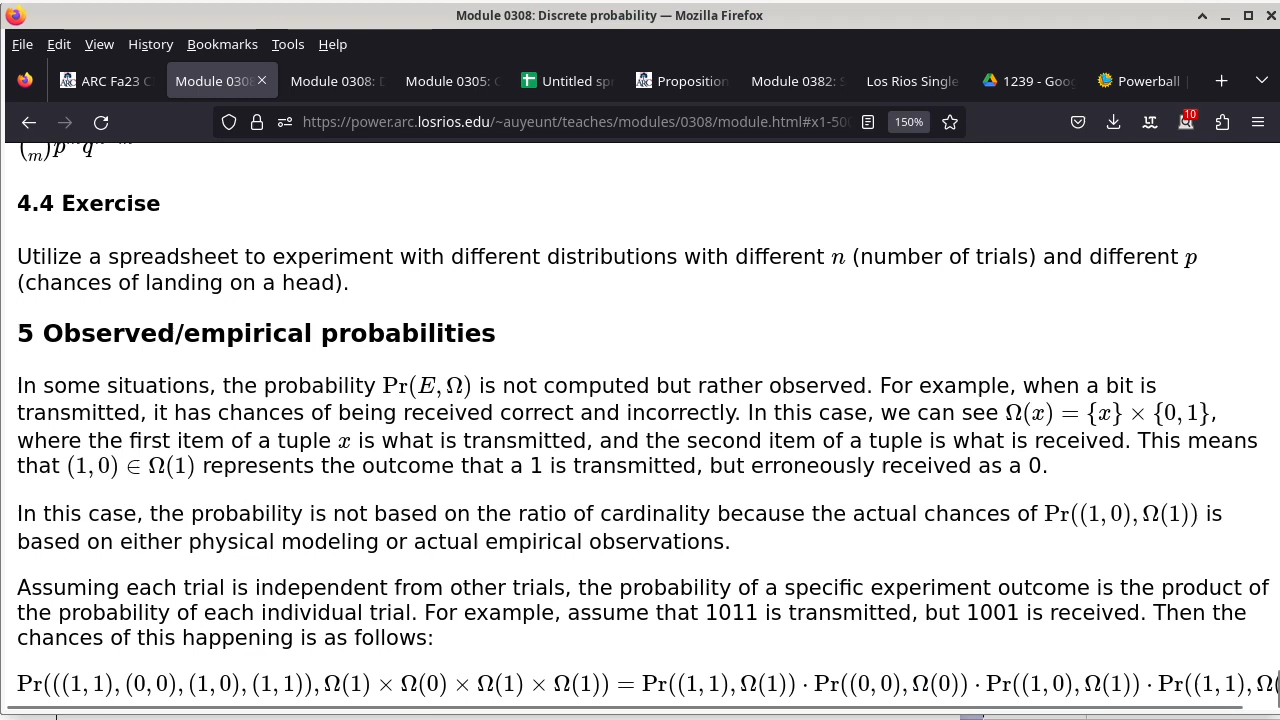 Module 0308: Discrete probability — Mozilla Firefox
File Edit View History Bookmarks Tools Help
ARC Fa23 C Module 0308 Module 0308: D Module 0305: C Untitled spr Proposition Module 0382: S Los Rios Single 1239 - Goog Powerball |
https://power.arc.losrios.edu/~auyeunt/teaches/modules/0308/module.html#x1-500 150% 10
4.4 Exercise
Utilize a spreadsheet to experiment with different distributions with different n (number of trials) and different p
(chances of landing on a head).
5 Observed/empirical probabilities
In some situations, the probability Pr(E, Ω) is not computed but rather observed. For example, when a bit is
transmitted, it has chances of being received correct and incorrectly. In this case, we can see Ω(x) = {x} × {0, 1},
where the first item of a tuple x is what is transmitted, and the second item of a tuple is what is received. This means
that (1, 0) ∈ Ω(1) represents the outcome that a 1 is transmitted, but erroneously received as a 0.
In this case, the probability is not based on the ratio of cardinality because the actual chances of Pr((1, 0), Ω(1)) is
based on either physical modeling or actual empirical observations.
Assuming each trial is independent from other trials, the probability of a specific experiment outcome is the product of
the probability of each individual trial. For example, assume that 1011 is transmitted, but 1001 is received. Then the
chances of this happening is as follows:
Pr(((1, 1), (0, 0), (1, 0), (1, 1)), Ω(1) × Ω(0) × Ω(1) × Ω(1)) = Pr((1, 1), Ω(1)) · Pr((0, 0), Ω(0)) · Pr((1, 0), Ω(1)) · Pr((1, 1), Ω(